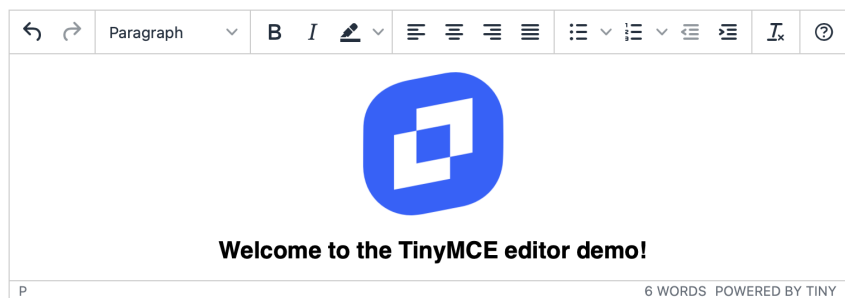 Paragraph
B I
Welcome to the TinyMCE editor demo!
P 6 WORDS POWERED BY TINY